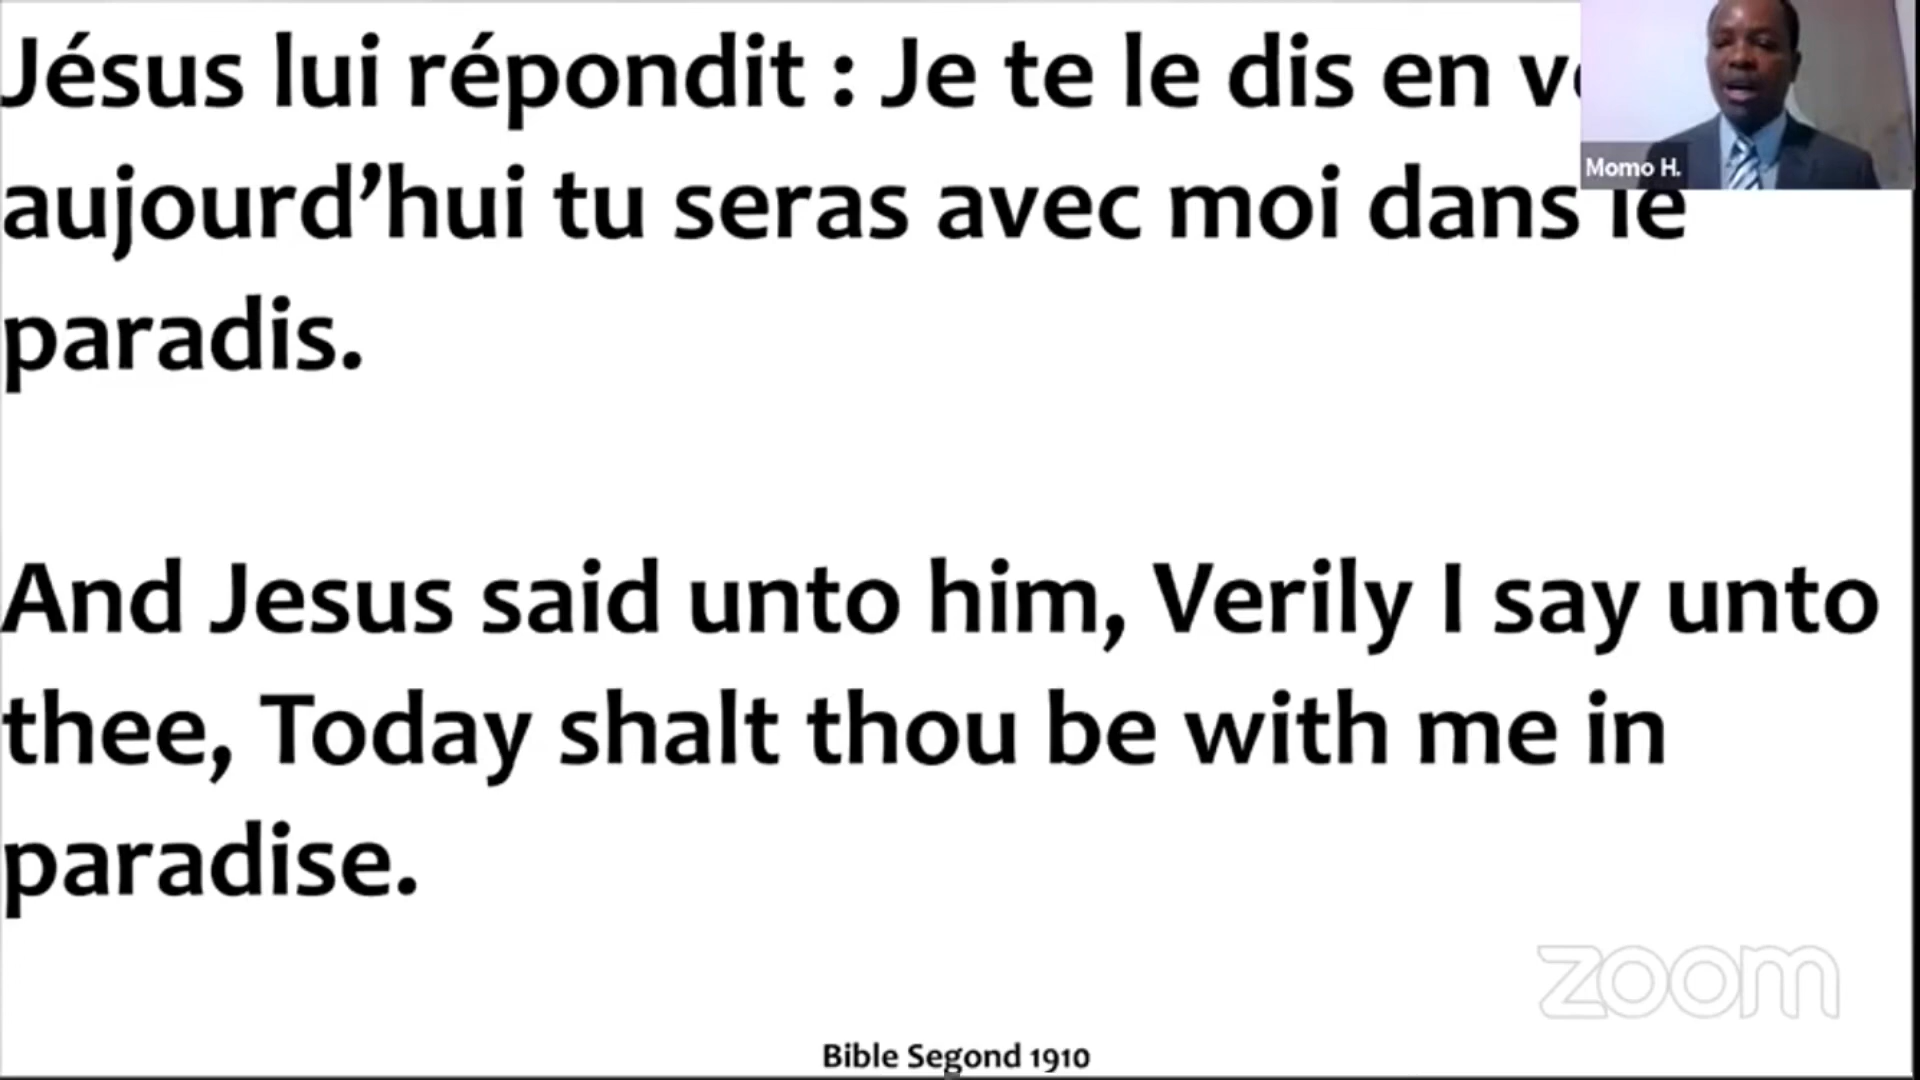 Jésus lui répondit : Je te le dis en
aujourd’hui tu seras avec moi dans le
paradis.
And Jesus said unto him, Verily I say unto
thee, Today shalt thou be with me in
paradise.
Momo H.
zoom
Bible Segond 1910